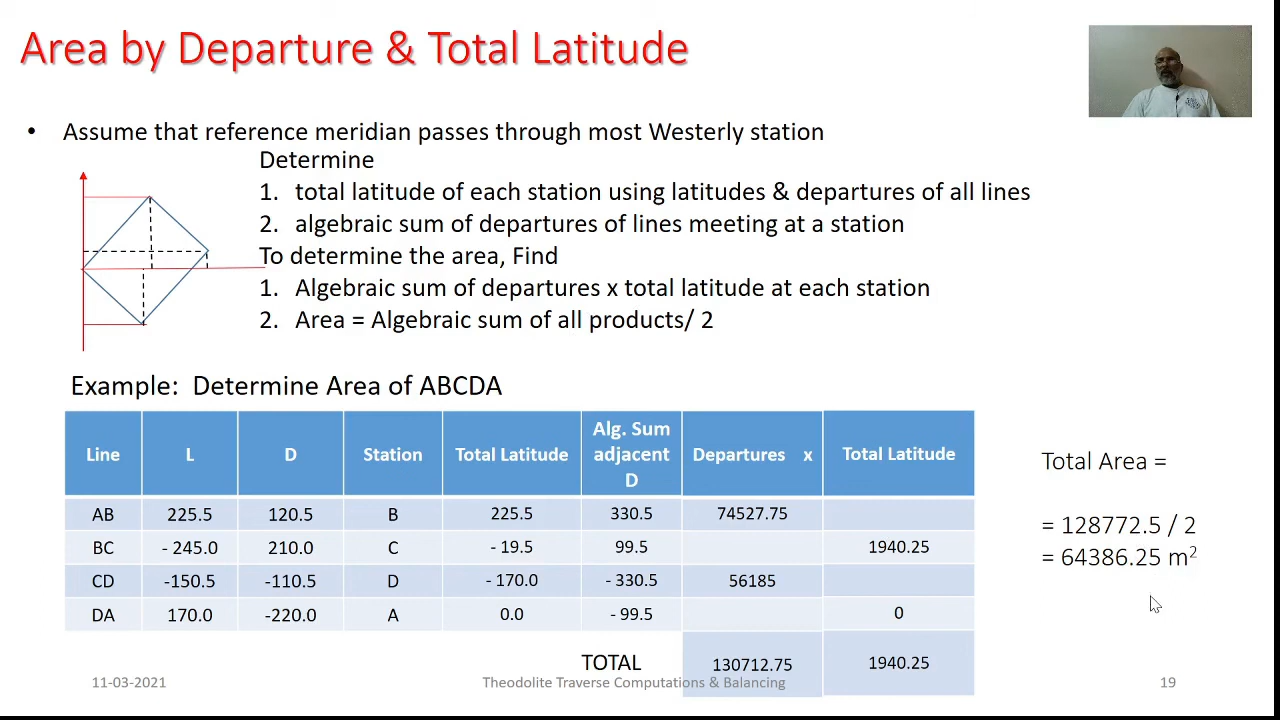 Area by Departure & Total Latitude
• Assume that reference meridian passes through most Westerly station
Determine
1. total latitude of each station using latitudes & departures of all lines
2. algebraic sum of departures of lines meeting at a station
To determine the area, Find
1. Algebraic sum of departures x total latitude at each station
2. Area = Algebraic sum of all products/ 2
Example: Determine Area of ABCDA
Line L D Station Total Latitude Alg. Sum adjacent D Departures x Total Latitude
AB 225.5 120.5 B 225.5 330.5 74527.75
BC - 245.0 210.0 C - 19.5 99.5 1940.25
CD -150.5 -110.5 D - 170.0 - 330.5 56185
DA 170.0 -220.0 A 0.0 - 99.5 0
TOTAL 130712.75 1940.25
Total Area =
= 128772.5 / 2
= 64386.25 m²
11-03-2021 Theodolite Traverse Computations & Balancing 19